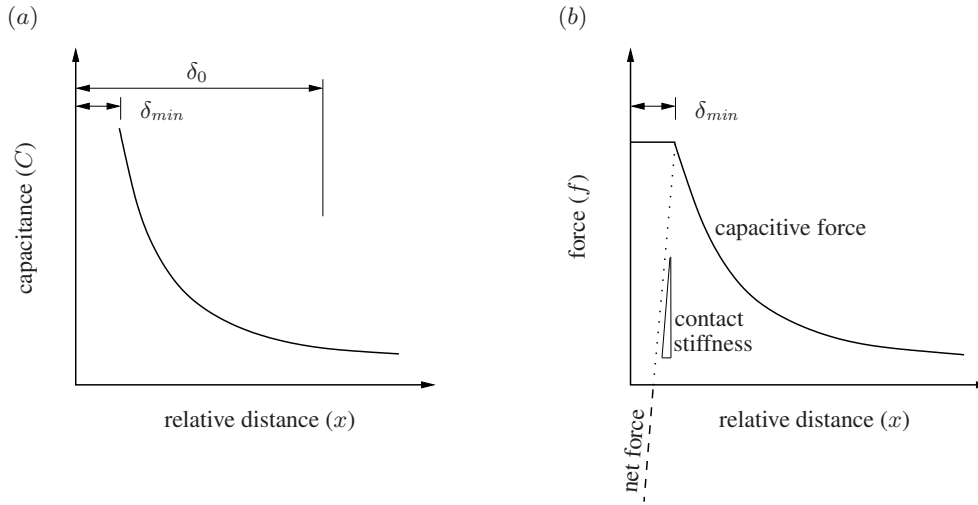 (a)
(b)
δ0
δmin
δmin
capacitance (C)
force (f)
capacitive force
contact
stiffness
relative distance (x)
relative distance (x)
net force